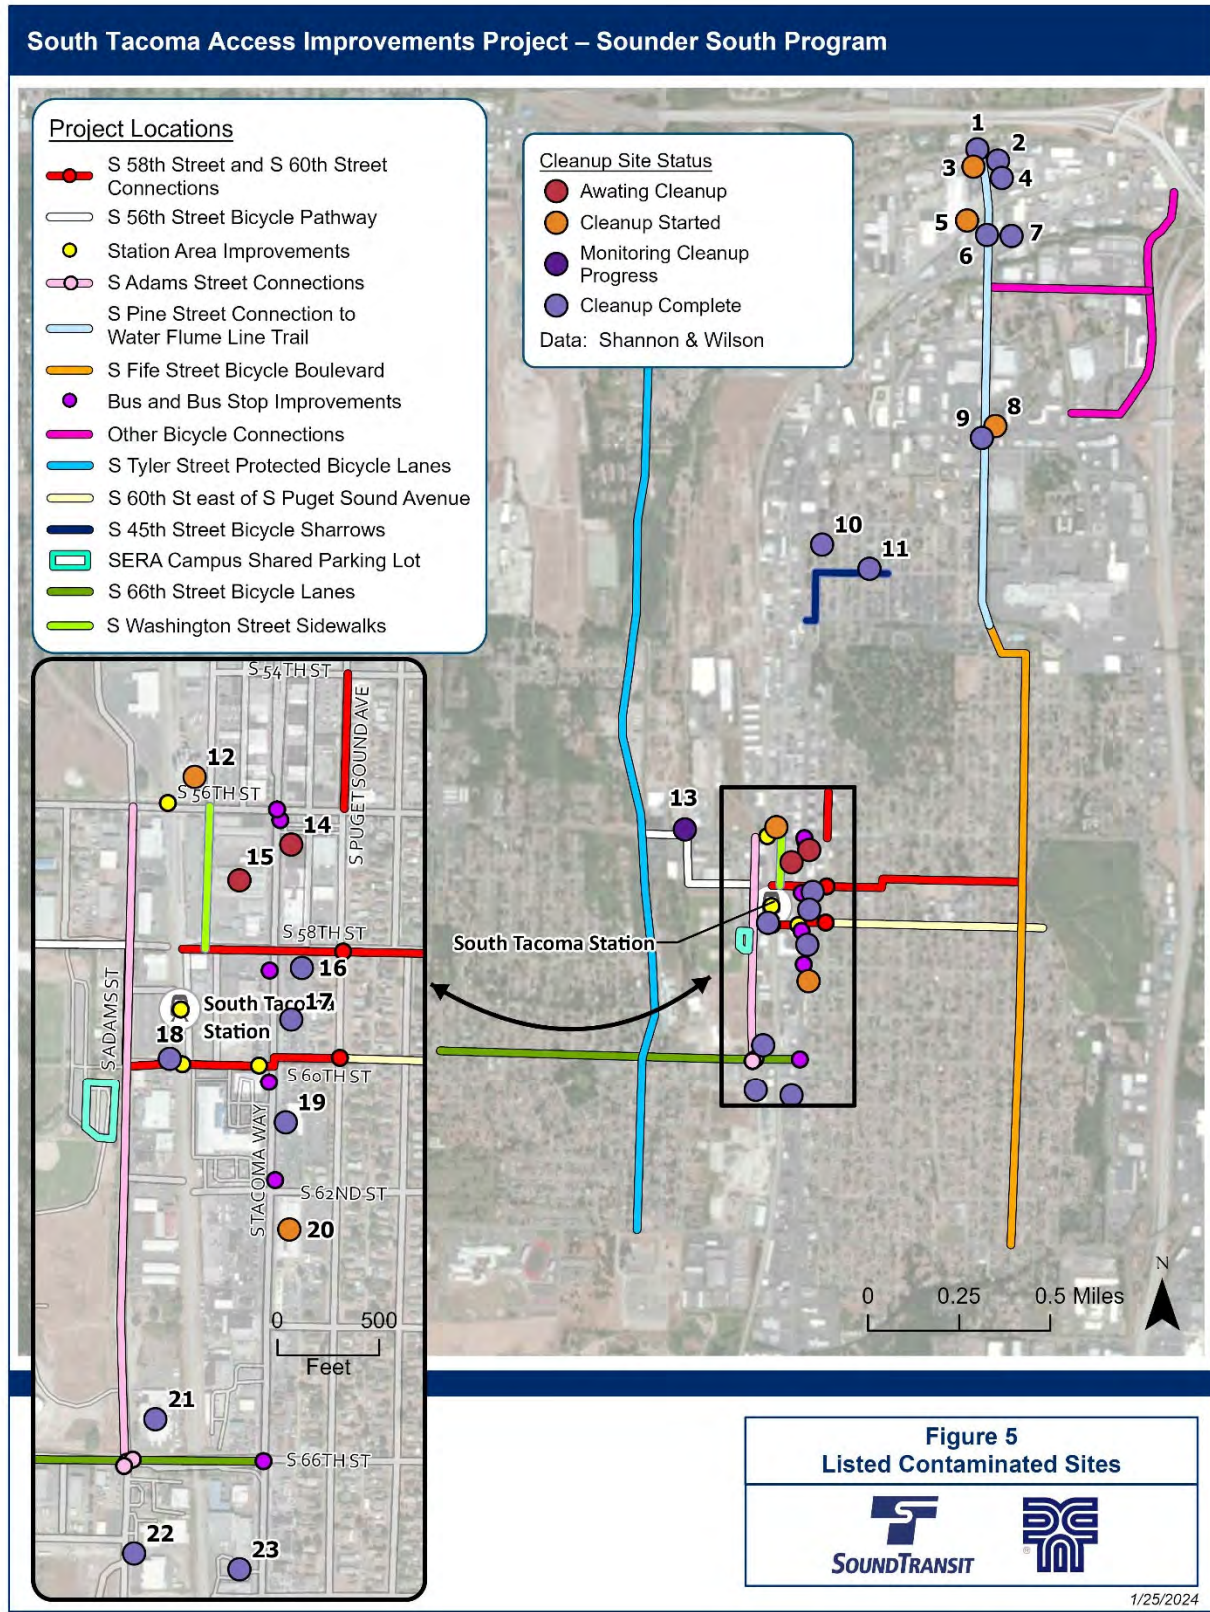 South Tacoma Access Improvements Project – Sounder South Program
Project Locations
S 58th Street and S 60th Street
Connections
S 56th Street Bicycle Pathway
Station Area Improvements
S Adams Street Connections
S Pine Street Connection to
Water Flume Line Trail
S Fife Street Bicycle Boulevard
Bus and Bus Stop Improvements
Other Bicycle Connections
S Tyler Street Protected Bicycle Lanes
S 60th St east of S Puget Sound Avenue
S 45th Street Bicycle Sharrows
SERA Campus Shared Parking Lot
S 66th Street Bicycle Lanes
S Washington Street Sidewalks
Cleanup Site Status
Awating Cleanup
Cleanup Started
Monitoring Cleanup
Progress
Cleanup Complete
Data: Shannon & Wilson
1
2
3
4
5
6
7
8
9
10
11
13
South Tacoma Station
0 0.25 0.5 Miles
N
S 54TH ST
S PUGET SOUND AVE
12
S 56TH ST
14
15
S 58TH ST
16
S ADAMS ST
South Tacoma
Station
17
18
S 60TH ST
19
S TACOMA WAY
S 62ND ST
20
0 500
Feet
21
S 66TH ST
22
23
Figure 5
Listed Contaminated Sites
SOUNDTRANSIT
®
1/25/2024